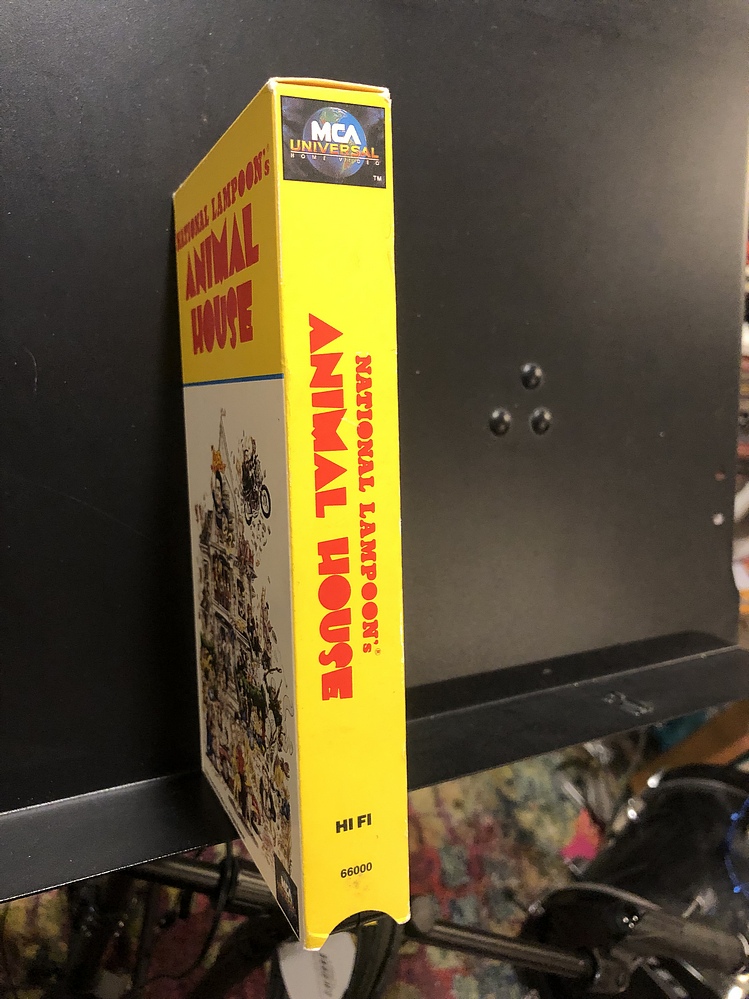 NATIONAL LAMPOON's
ANIMAL
HOUSE
MCA
UNIVERSAL
HOME VIDEO
TM
NATIONAL LAMPOON's®
ANIMAL HOUSE
HI FI
66000